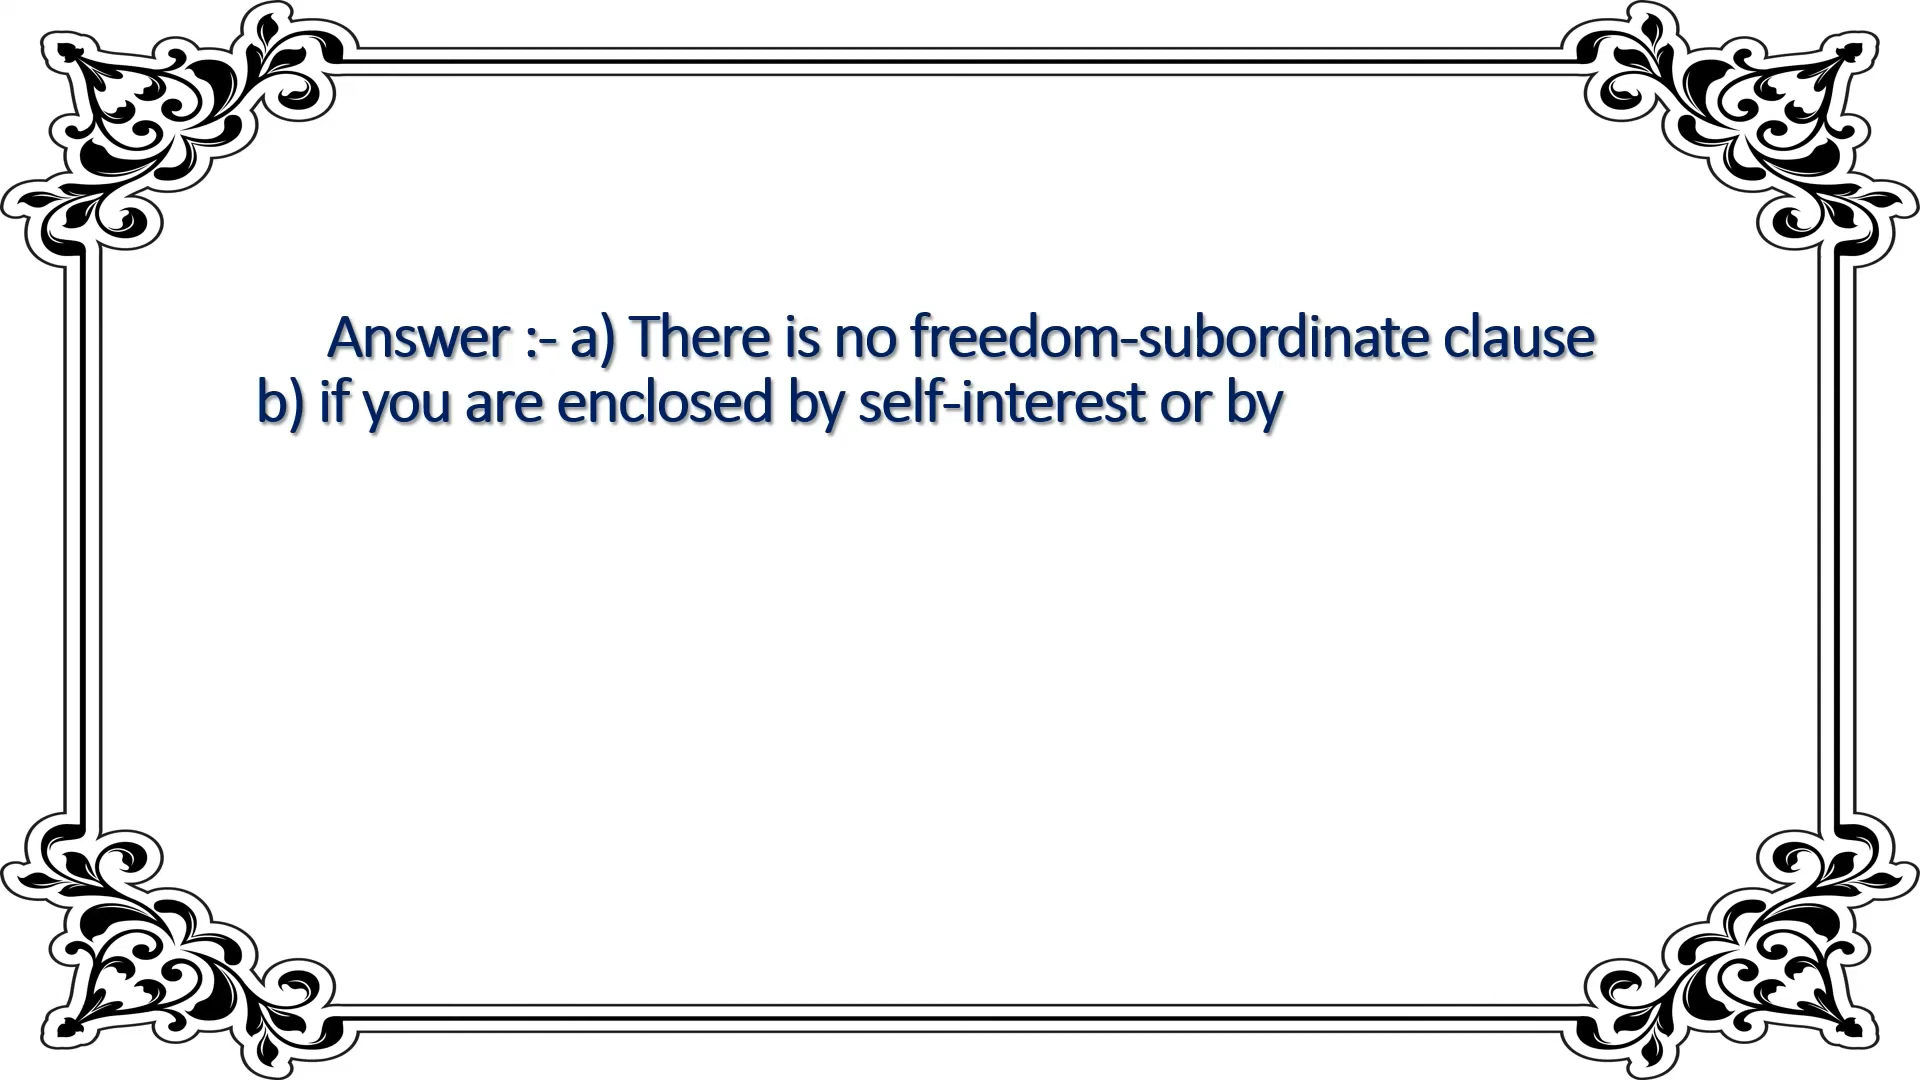 Answer :- a) There is no freedom-subordinate clause
b) if you are enclosed by self-interest or by